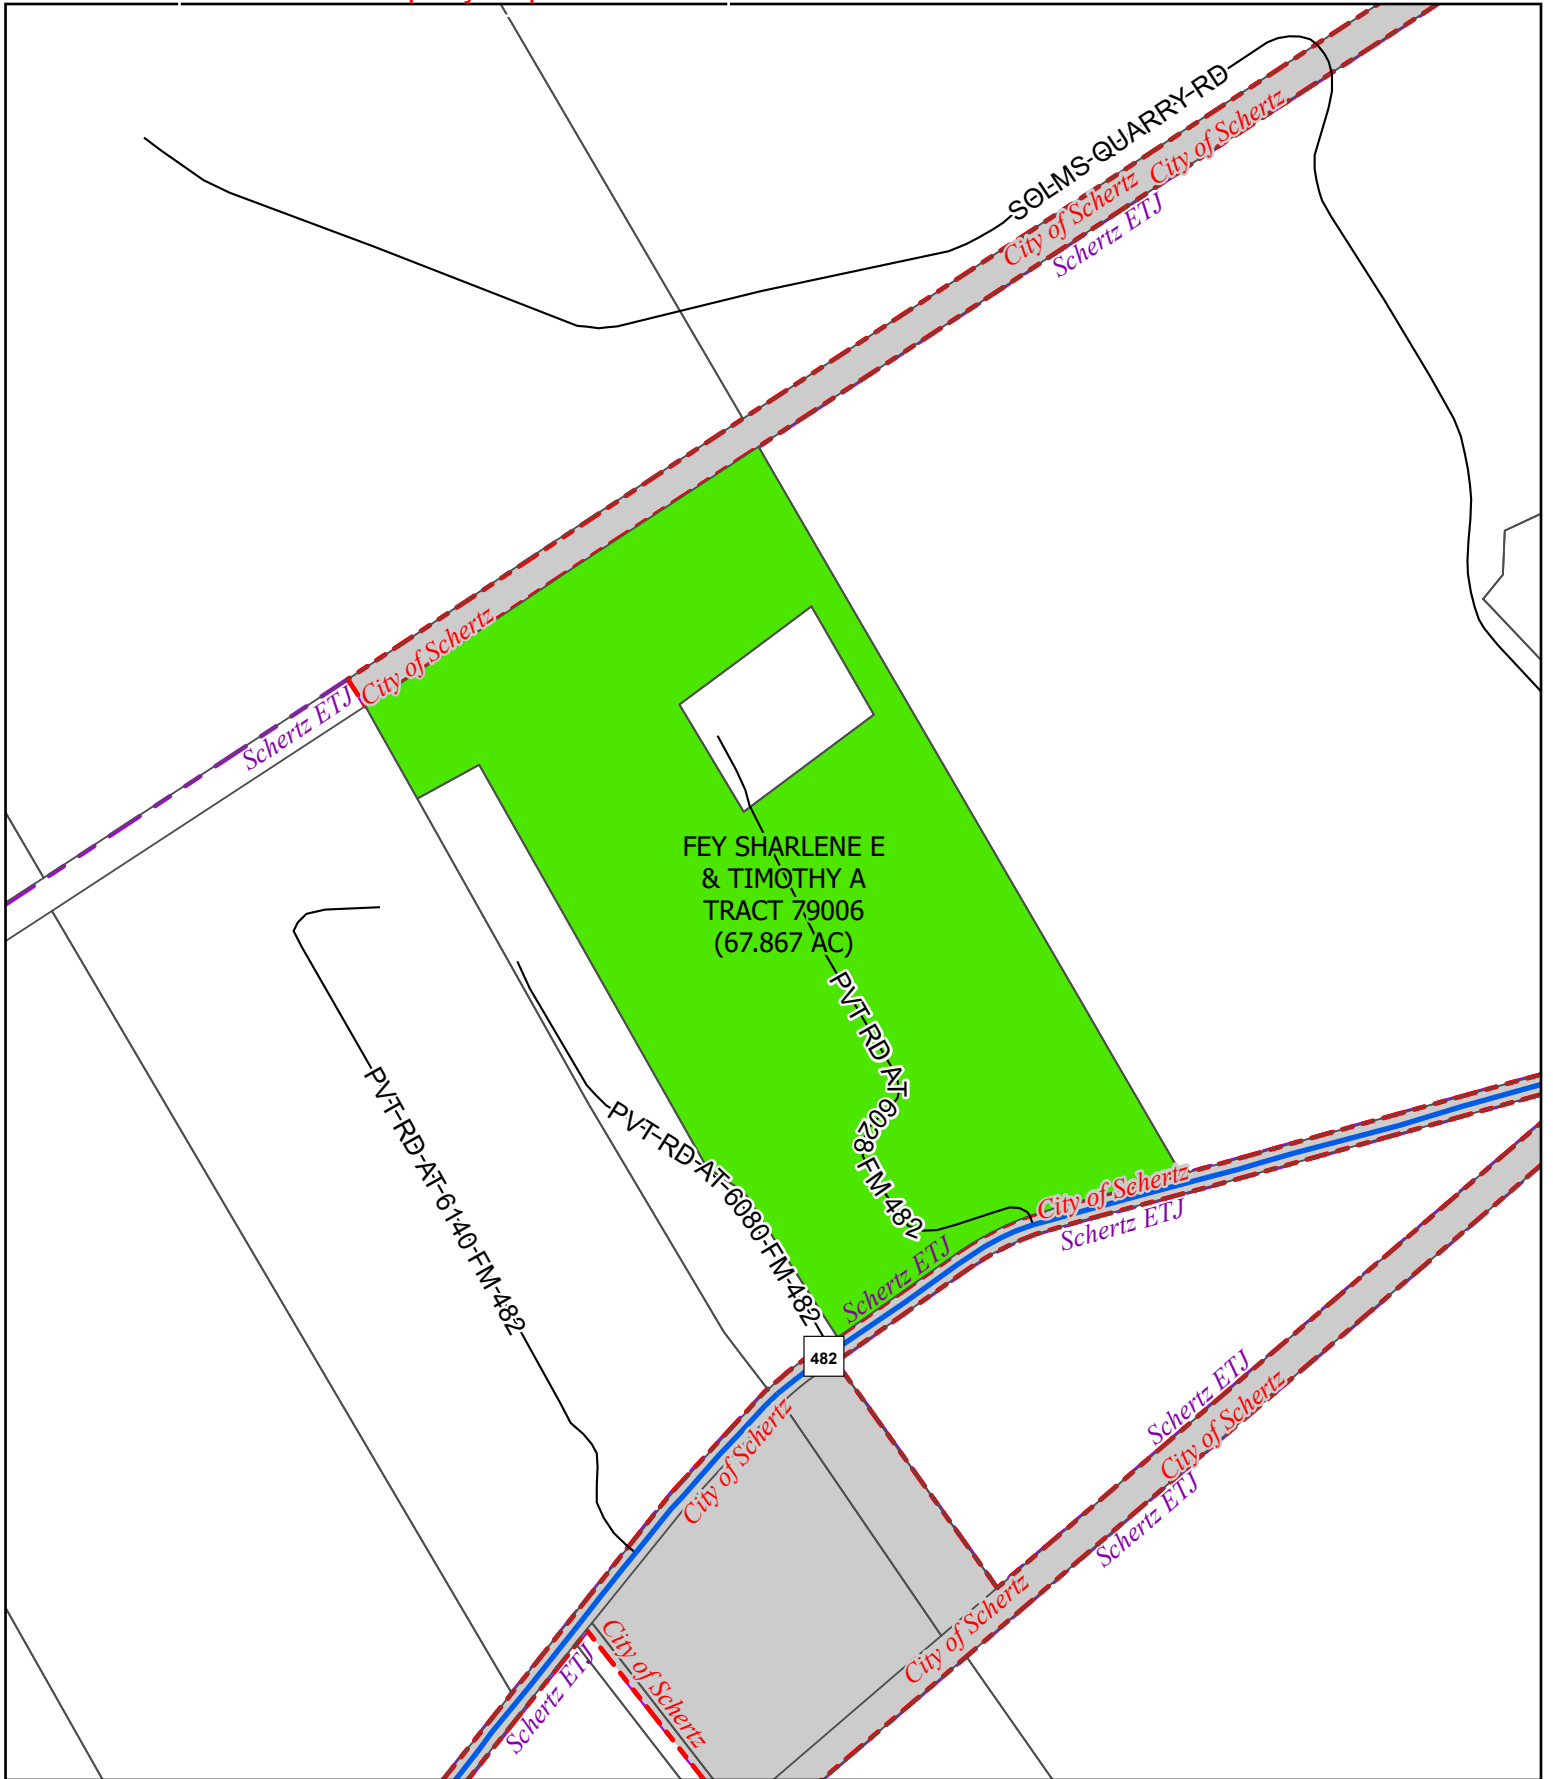 SOLMS-QUARRY-RD
City of Schertz
City of Schertz
Schertz ETJ
City of Schertz
Schertz ETJ
FEY SHARLENE E
& TIMOTHY A
TRACT 79006
(67.867 AC)
PVT-RD-AT-6028-FM-482
PVT-RD-AT-6140-FM-482
PVT-RD-AT-6080-FM-482
City of Schertz
Schertz ETJ
Schertz ETJ
482
City of Schertz
Schertz ETJ
City of Schertz
Schertz ETJ
City of Schertz
City of Schertz
Schertz ETJ